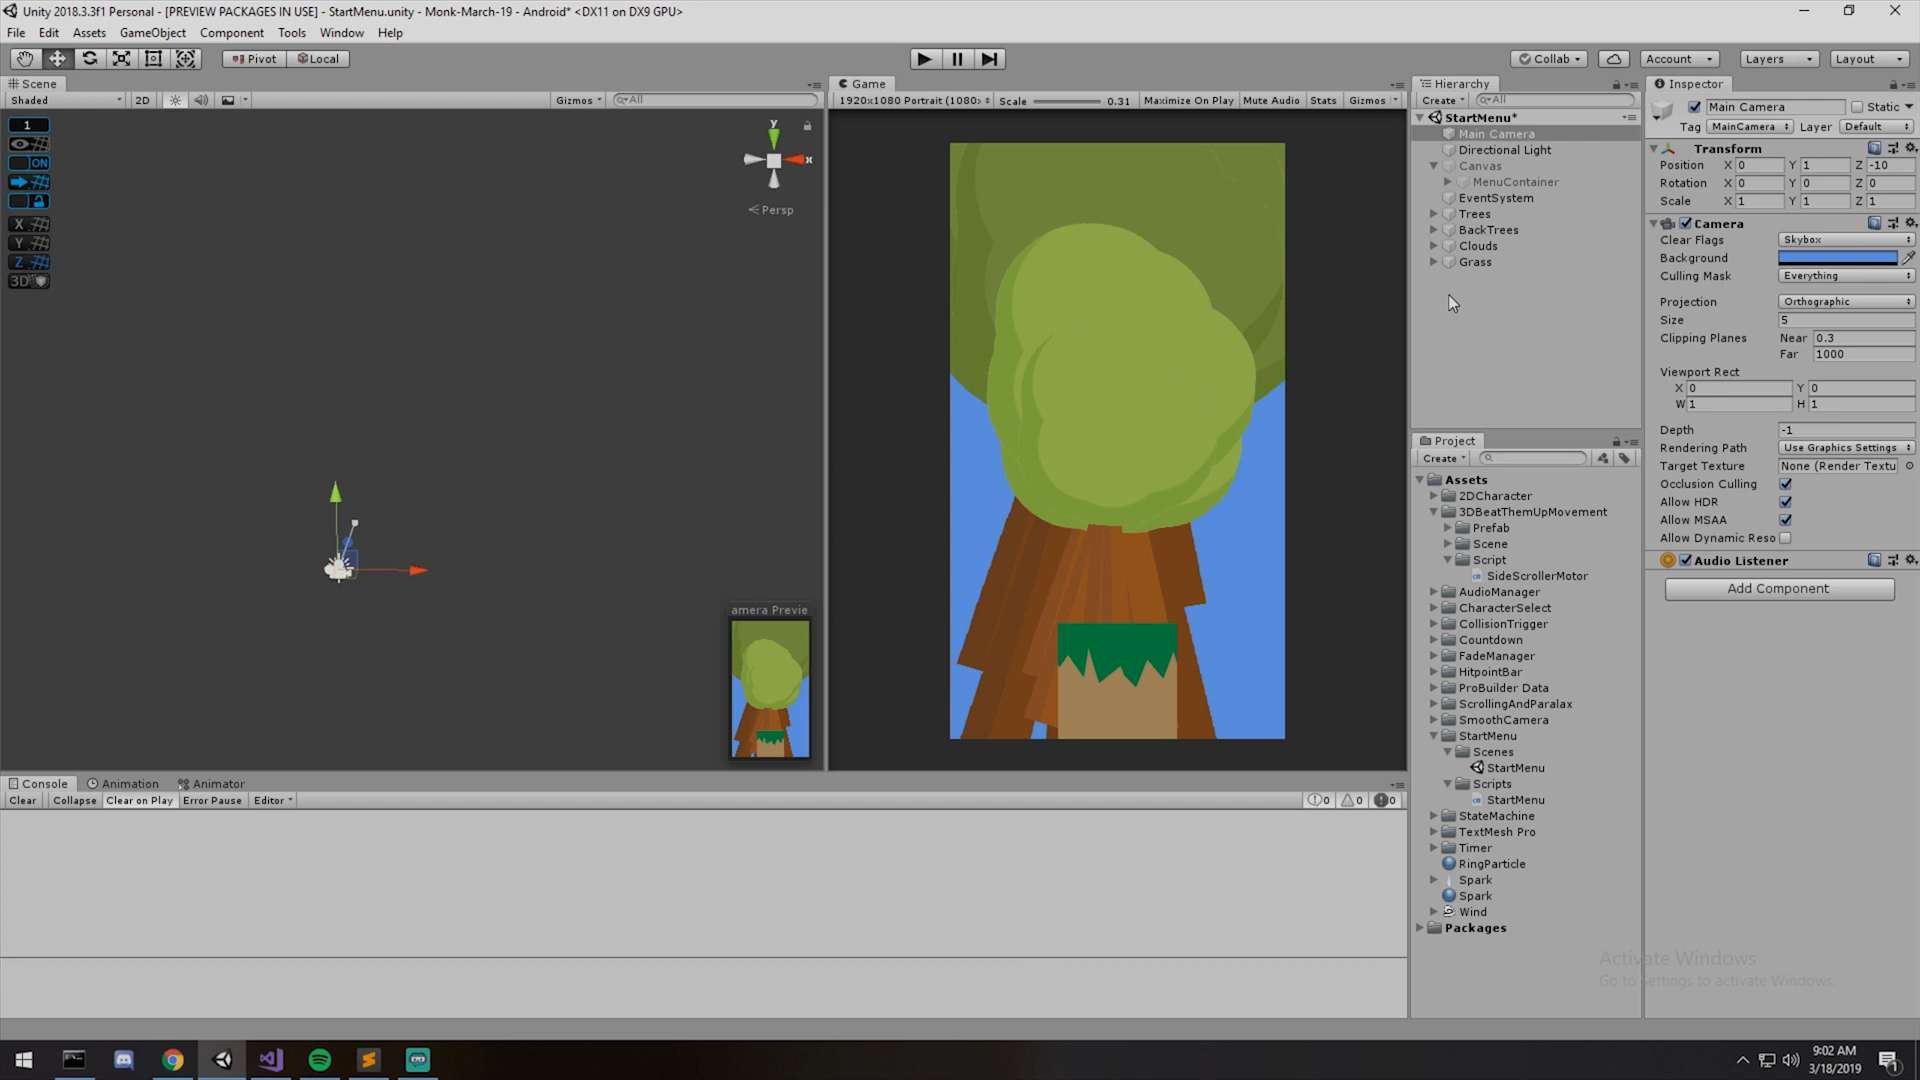 Unity 2018.3.3f1 Personal - [PREVIEW PACKAGES IN USE] - StartMenu.unity - Monk-March-19 - Android* <DX11 on DX9 GPU>
File Edit Assets GameObject Component Tools Window Help
Pivot Local Collab Account Layers Layout
Scene
Shaded 2D Gizmos All
1
ON
X
Y
Z
3D
y
x
Persp
amera Previe
Game
1920x1080 Portrait (1080) Scale 0.31 Maximize On Play Mute Audio Stats Gizmos
Hierarchy
Create All
StartMenu*
Main Camera
Directional Light
Canvas
MenuContainer
EventSystem
Trees
BackTrees
Clouds
Grass
Project
Create
Assets
2DCharacter
3DBeatThemUpMovement
Prefab
Scene
Script
SideScrollerMotor
AudioManager
CharacterSelect
CollisionTrigger
Countdown
FadeManager
HitpointBar
ProBuilder Data
ScrollingAndParalax
SmoothCamera
StartMenu
Scenes
StartMenu
Scripts
StartMenu
StateMachine
TextMesh Pro
Timer
RingParticle
Spark
Spark
Wind
Packages
Inspector
Main Camera Static
Tag MainCamera Layer Default
Transform
Position X 0 Y 1 Z -10
Rotation X 0 Y 0 Z 0
Scale X 1 Y 1 Z 1
Camera
Clear Flags Skybox
Background
Culling Mask Everything
Projection Orthographic
Size 5
Clipping Planes Near 0.3
Far 1000
Viewport Rect
X 0 Y 0
W 1 H 1
Depth -1
Rendering Path Use Graphics Settings
Target Texture None (Render Textu
Occlusion Culling
Allow HDR
Allow MSAA
Allow Dynamic Reso
Audio Listener
Add Component
Console Animation Animator
Clear Collapse Clear on Play Error Pause Editor 0 0 0
Activate Windows
Go to Settings to activate Windows.
9:02 AM
3/18/2019
1